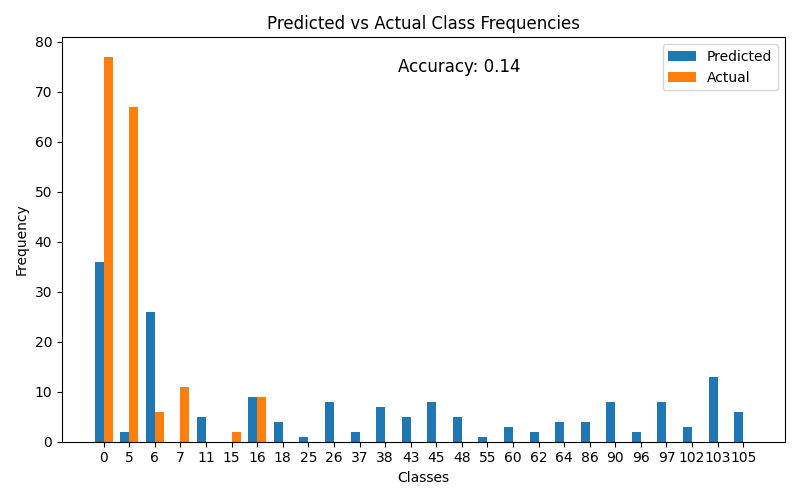 Predicted vs Actual Class Frequencies
Accuracy: 0.14
Predicted
Actual
80
70
60
50
40
30
20
10
0
Frequency
0 5 6 7 11 15 16 18 25 26 37 38 43 45 48 55 60 62 64 86 90 96 97 102 103 105
Classes